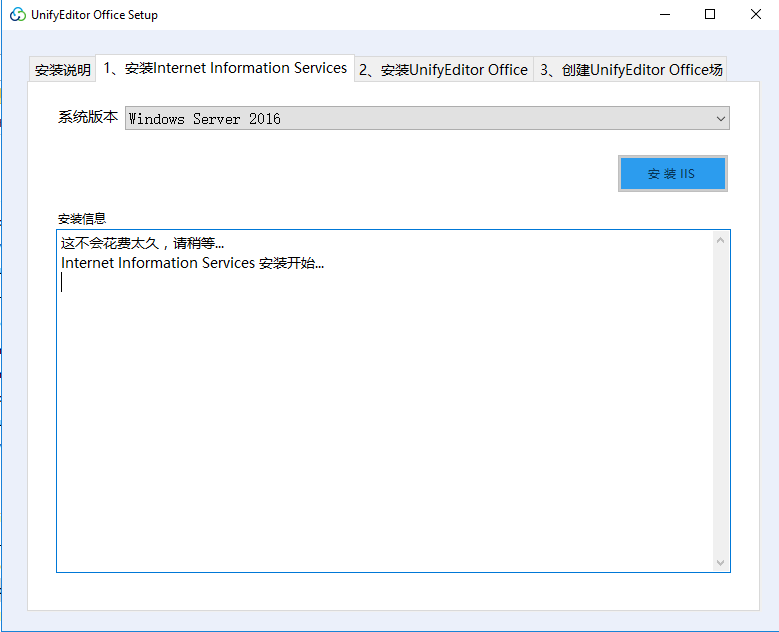 UnifyEditor Office Setup
安装说明
1、安装Internet Information Services
2、安装UnifyEditor Office
3、创建UnifyEditor Office场
系统版本
Windows Server 2016
安 装 IIS
安装信息
这不会花费太久，请稍等...
Internet Information Services 安装开始...